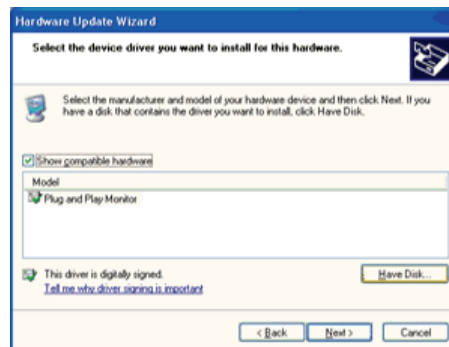 Hardware Update Wizard
Select the device driver you want to install for this hardware.
Select the manufacturer and model of your hardware device and then click Next. If you
have a disk that contains the driver you want to install, click Have Disk.
Show compatible hardware
Model
Plug and Play Monitor
This driver is digitally signed.
Have Disk...
Tell me why driver signing is important
< Back
Next >
Cancel